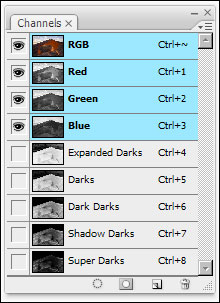 Channels ×
RGB Ctrl+~
Red Ctrl+1
Green Ctrl+2
Blue Ctrl+3
Expanded Darks Ctrl+4
Darks Ctrl+5
Dark Darks Ctrl+6
Shadow Darks Ctrl+7
Super Darks Ctrl+8